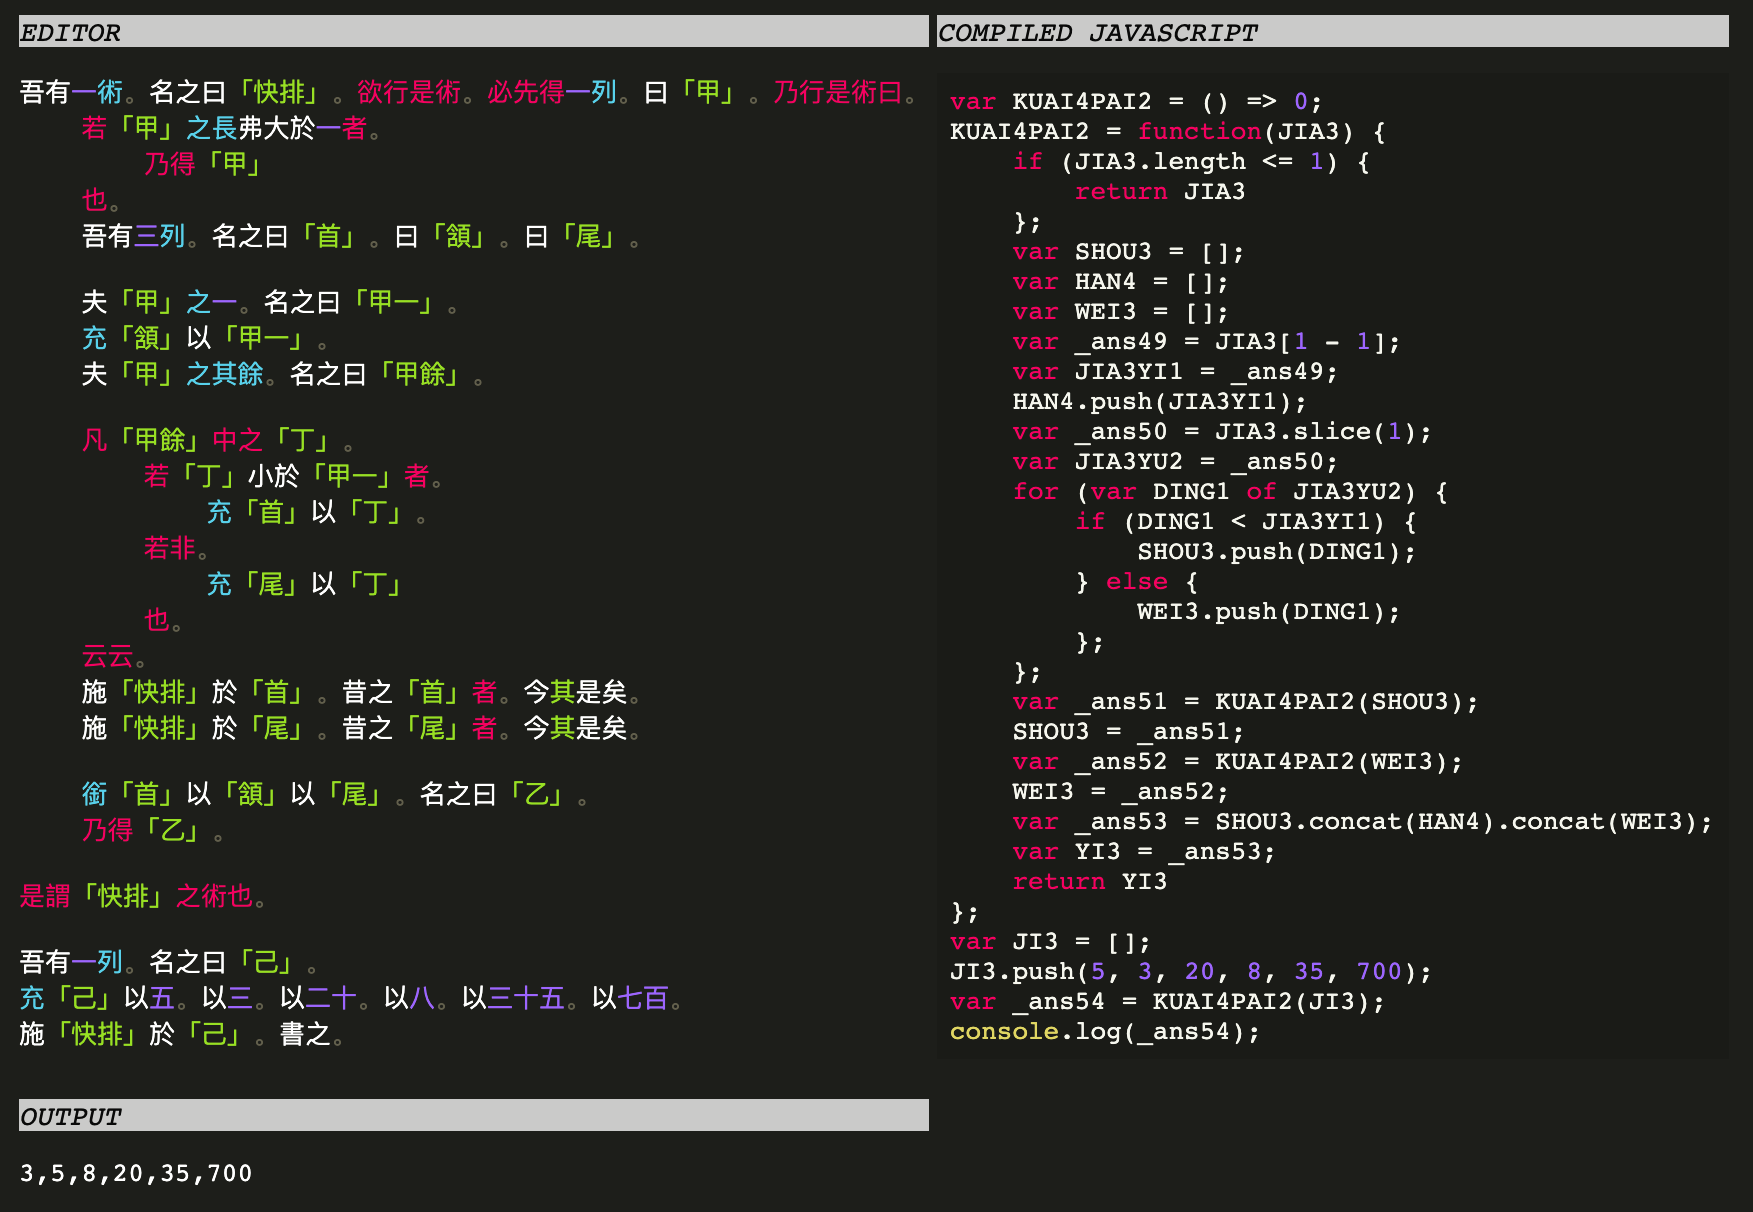 EDITOR
吾有一術。名之曰「快排」。欲行是術。必先得一列。曰「甲」。乃行是術曰。
若「甲」之長弗大於一者。
乃得「甲」
也。
吾有三列。名之曰「首」。曰「頷」。曰「尾」。
夫「甲」之一。名之曰「甲一」。
充「頷」以「甲一」。
夫「甲」之其餘。名之曰「甲餘」。
凡「甲餘」中之「丁」。
若「丁」小於「甲一」者。
充「首」以「丁」。
若非。
充「尾」以「丁」
也。
云云。
施「快排」於「首」。昔之「首」者。今其是矣。
施「快排」於「尾」。昔之「尾」者。今其是矣。
銜「首」以「頷」以「尾」。名之曰「乙」。
乃得「乙」。
是謂「快排」之術也。
吾有一列。名之曰「己」。
充「己」以五。以三。以二十。以八。以三十五。以七百。
施「快排」於「己」。書之。
OUTPUT
3,5,8,20,35,700
COMPILED JAVASCRIPT
var KUAI4PAI2 = () => 0;
KUAI4PAI2 = function(JIA3) {
if (JIA3.length <= 1) {
return JIA3
};
var SHOU3 = [];
var HAN4 = [];
var WEI3 = [];
var _ans49 = JIA3[1 - 1];
var JIA3YI1 = _ans49;
HAN4.push(JIA3YI1);
var _ans50 = JIA3.slice(1);
var JIA3YU2 = _ans50;
for (var DING1 of JIA3YU2) {
if (DING1 < JIA3YI1) {
SHOU3.push(DING1);
} else {
WEI3.push(DING1);
};
};
var _ans51 = KUAI4PAI2(SHOU3);
SHOU3 = _ans51;
var _ans52 = KUAI4PAI2(WEI3);
WEI3 = _ans52;
var _ans53 = SHOU3.concat(HAN4).concat(WEI3);
var YI3 = _ans53;
return YI3
};
var JI3 = [];
JI3.push(5, 3, 20, 8, 35, 700);
var _ans54 = KUAI4PAI2(JI3);
console.log(_ans54);